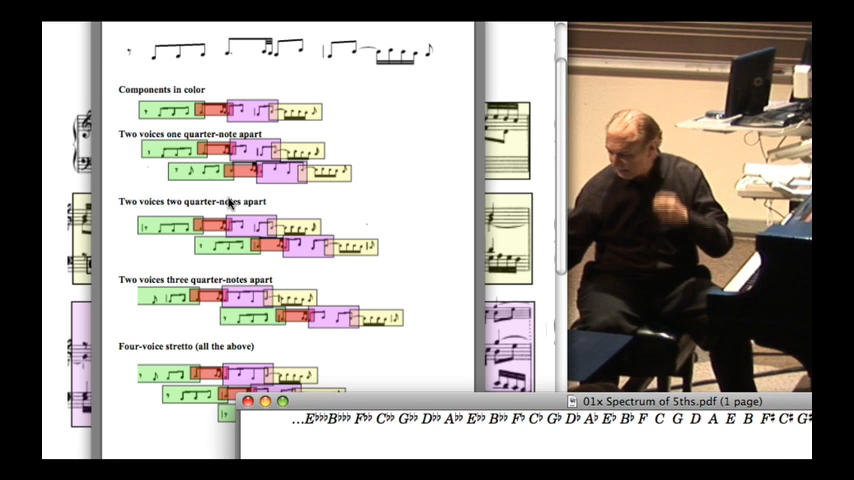 Components in color
Two voices one quarter-note apart
Two voices two quarter-notes apart
Two voices three quarter-notes apart
Four-voice stretto (all the above)
01x Spectrum of 5ths.pdf (1 page)
...E♭♭♭ B♭♭♭ F♭♭ C♭♭ G♭♭ D♭♭ A♭♭ E♭♭ B♭♭ F♭ C♭ G♭ D♭ A♭ E♭ B♭ F C G D A E B F♯ C♯ G♯